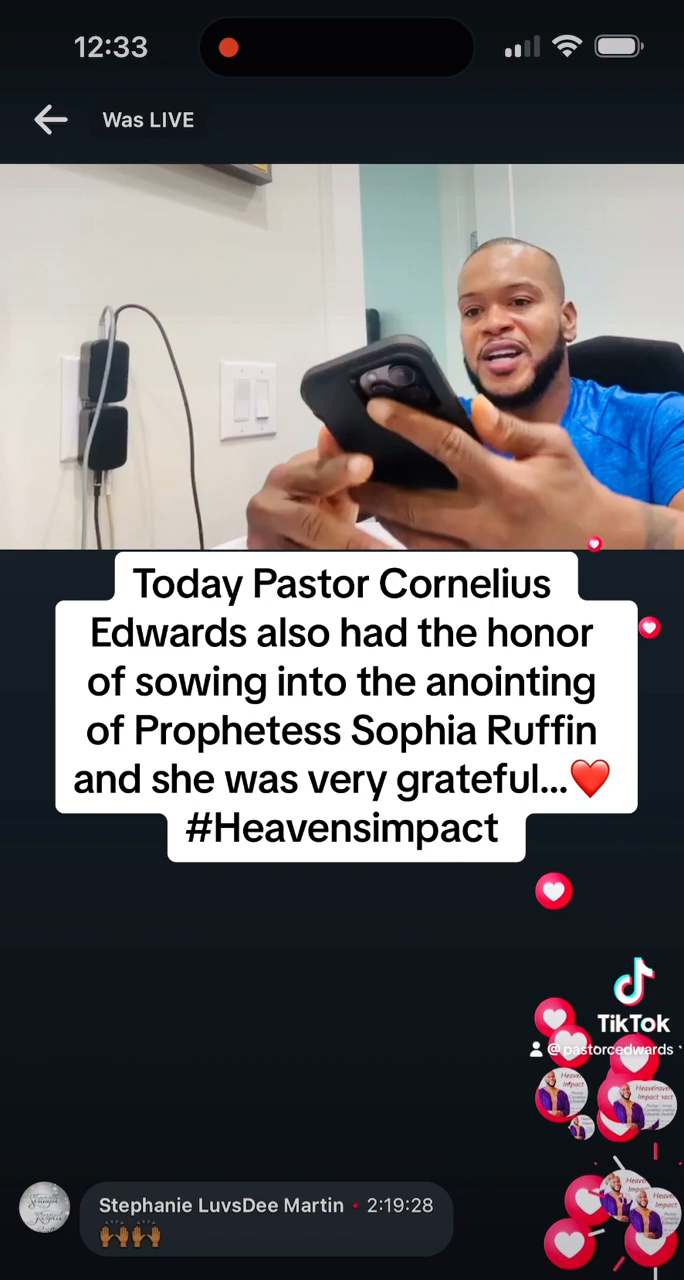 12:33
Was LIVE
Today Pastor Cornelius
Edwards also had the honor
of sowing into the anointing
of Prophetess Sophia Ruffin
and she was very grateful...❤️
#Heavensimpact
TikTok
@pastorcedwards
Stephanie LuvsDee Martin • 2:19:28
🙌🏾🙌🏾